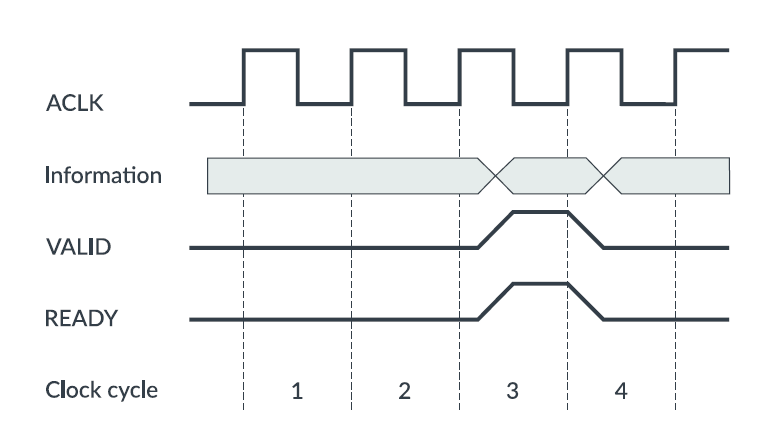 ACLK
Information
VALID
READY
Clock cycle 1 2 3 4